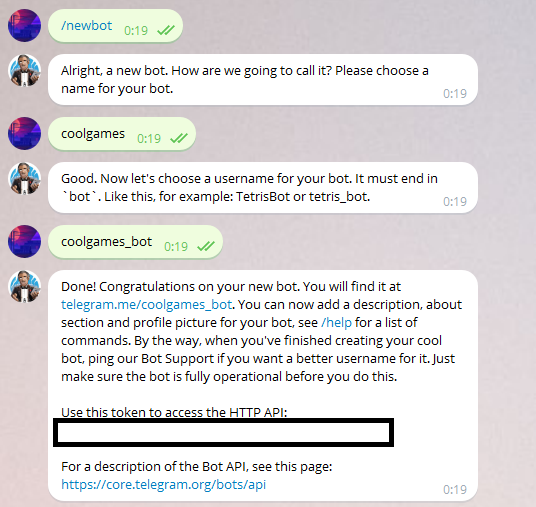 /newbot 0:19
Alright, a new bot. How are we going to call it? Please choose a
name for your bot.
0:19
coolgames 0:19
Good. Now let's choose a username for your bot. It must end in
`bot`. Like this, for example: TetrisBot or tetris_bot.
0:19
coolgames_bot 0:19
Done! Congratulations on your new bot. You will find it at
telegram.me/coolgames_bot. You can now add a description, about
section and profile picture for your bot, see /help for a list of
commands. By the way, when you've finished creating your cool
bot, ping our Bot Support if you want a better username for it. Just
make sure the bot is fully operational before you do this.
Use this token to access the HTTP API:
For a description of the Bot API, see this page:
https://core.telegram.org/bots/api
0:19